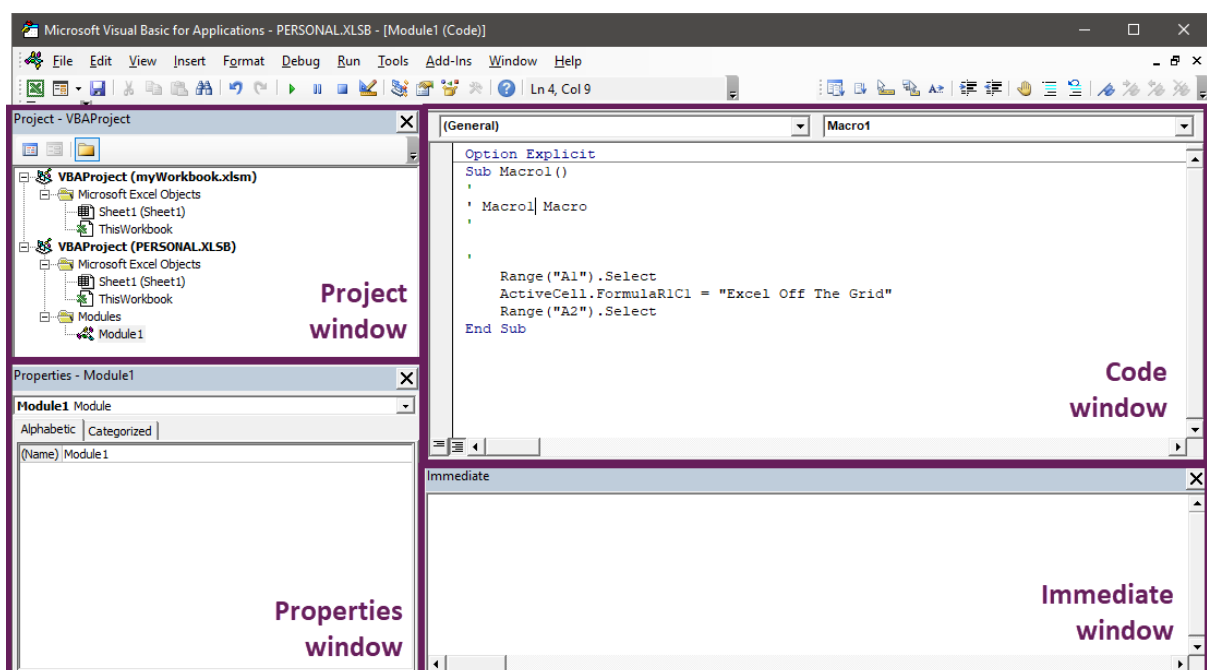 Microsoft Visual Basic for Applications - PERSONAL.XLSB - [Module1 (Code)]
File Edit View Insert Format Debug Run Tools Add-Ins Window Help
Ln 4, Col 9
Project - VBAProject
VBAProject (myWorkbook.xlsm)
Microsoft Excel Objects
Sheet1 (Sheet1)
ThisWorkbook
VBAProject (PERSONAL.XLSB)
Microsoft Excel Objects
Sheet1 (Sheet1)
ThisWorkbook
Modules
Module1
Project
window
(General) Macro1
Option Explicit
Sub Macro1()
'
' Macro1 Macro
'
'
Range("A1").Select
ActiveCell.FormulaR1C1 = "Excel Off The Grid"
Range("A2").Select
End Sub
Code
window
Properties - Module1
Module1 Module
Alphabetic Categorized
(Name) Module1
Properties
window
Immediate
Immediate
window